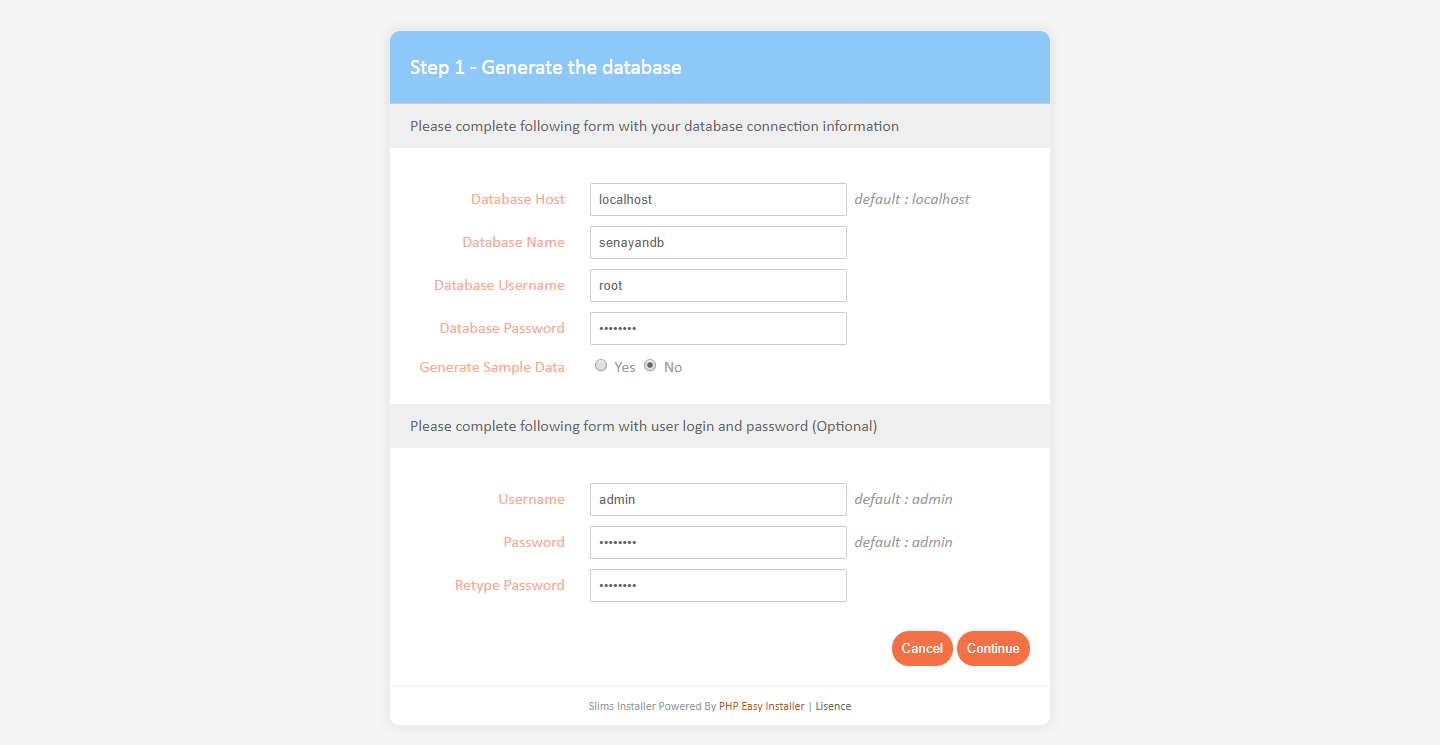 Step 1 - Generate the database
Please complete following form with your database connection information
Database Host localhost default : localhost
Database Name senayandb
Database Username root
Database Password ••••••••
Generate Sample Data Yes No
Please complete following form with user login and password (Optional)
Username admin default : admin
Password •••••••• default : admin
Retype Password ••••••••
Cancel Continue
Slims Installer Powered By PHP Easy Installer | Lisence